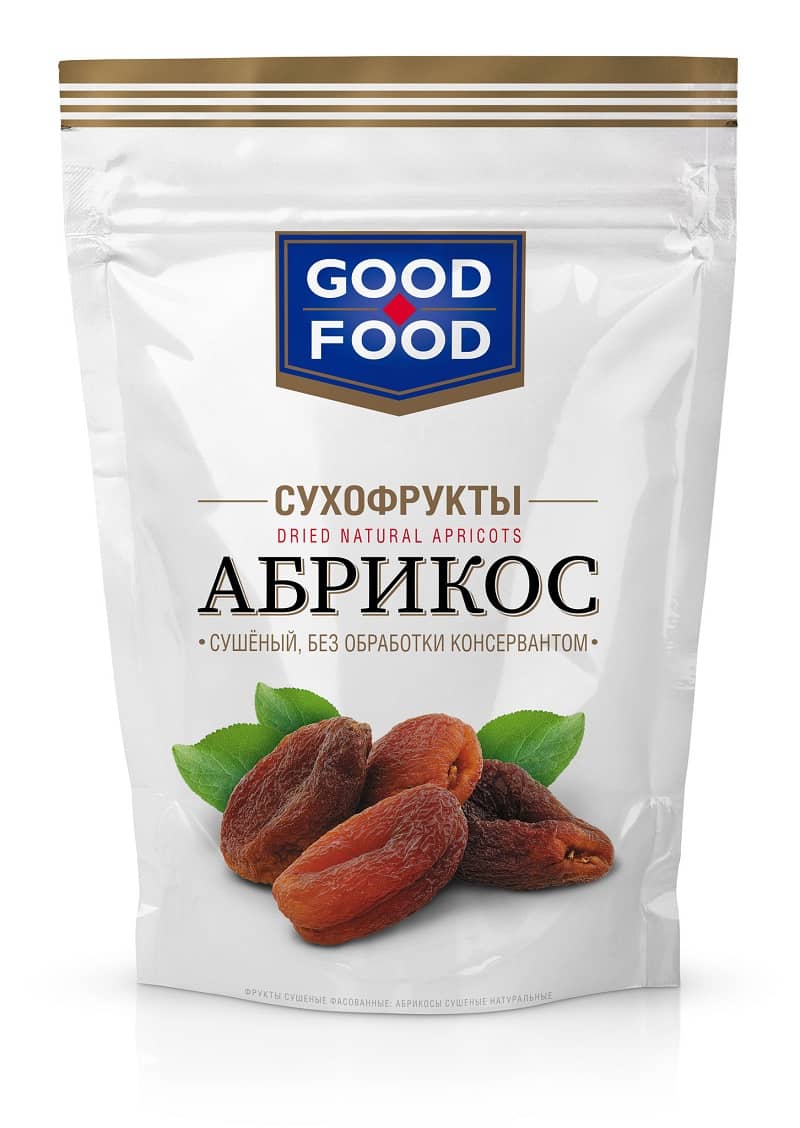 GOOD
FOOD
СУХОФРУКТЫ
DRIED NATURAL APRICOTS
АБРИКОС
•СУШЁНЫЙ, БЕЗ ОБРАБОТКИ КОНСЕРВАНТОМ•
ФРУКТЫ СУШЕНЫЕ ФАСОВАННЫЕ: АБРИКОСЫ СУШЕНЫЕ НАТУРАЛЬНЫЕ